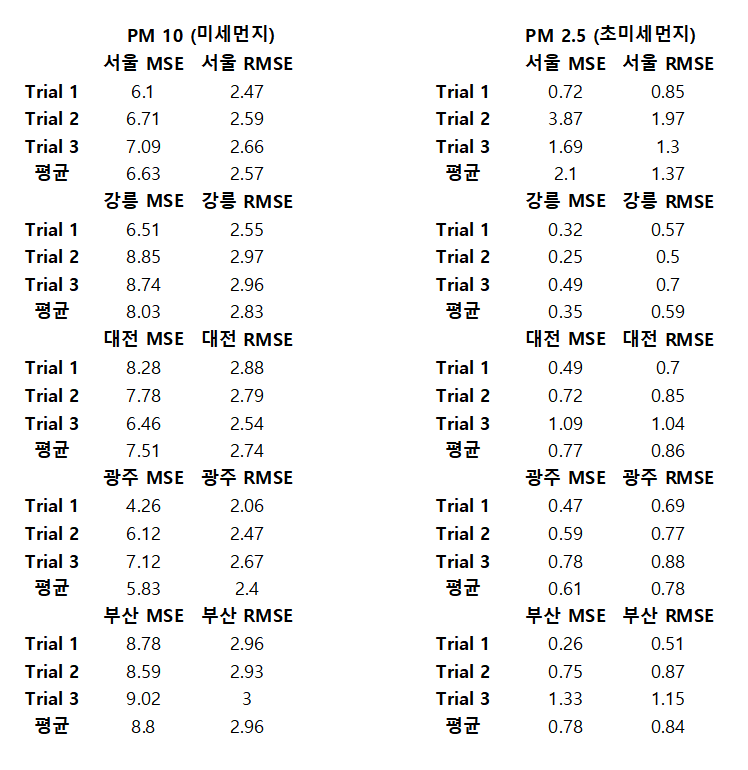 PM 10 (미세먼지) PM 2.5 (초미세먼지)
서울 MSE 서울 RMSE 서울 MSE 서울 RMSE
Trial 1 6.1 2.47 Trial 1 0.72 0.85
Trial 2 6.71 2.59 Trial 2 3.87 1.97
Trial 3 7.09 2.66 Trial 3 1.69 1.3
평균 6.63 2.57 평균 2.1 1.37
강릉 MSE 강릉 RMSE 강릉 MSE 강릉 RMSE
Trial 1 6.51 2.55 Trial 1 0.32 0.57
Trial 2 8.85 2.97 Trial 2 0.25 0.5
Trial 3 8.74 2.96 Trial 3 0.49 0.7
평균 8.03 2.83 평균 0.35 0.59
대전 MSE 대전 RMSE 대전 MSE 대전 RMSE
Trial 1 8.28 2.88 Trial 1 0.49 0.7
Trial 2 7.78 2.79 Trial 2 0.72 0.85
Trial 3 6.46 2.54 Trial 3 1.09 1.04
평균 7.51 2.74 평균 0.77 0.86
광주 MSE 광주 RMSE 광주 MSE 광주 RMSE
Trial 1 4.26 2.06 Trial 1 0.47 0.69
Trial 2 6.12 2.47 Trial 2 0.59 0.77
Trial 3 7.12 2.67 Trial 3 0.78 0.88
평균 5.83 2.4 평균 0.61 0.78
부산 MSE 부산 RMSE 부산 MSE 부산 RMSE
Trial 1 8.78 2.96 Trial 1 0.26 0.51
Trial 2 8.59 2.93 Trial 2 0.75 0.87
Trial 3 9.02 3 Trial 3 1.33 1.15
평균 8.8 2.96 평균 0.78 0.84